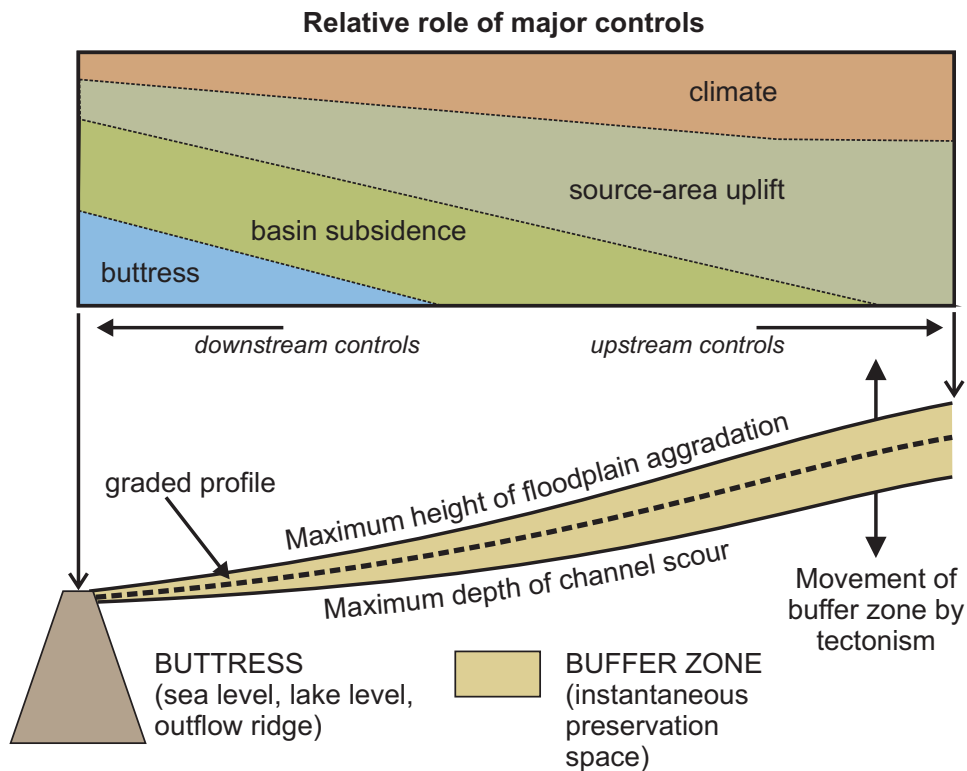 Relative role of major controls
climate
source-area uplift
basin subsidence
buttress
downstream controls
upstream controls
graded profile
Maximum height of floodplain aggradation
Maximum depth of channel scour
Movement of
buffer zone by
tectonism
BUTTRESS
(sea level, lake level,
outflow ridge)
BUFFER ZONE
(instantaneous
preservation
space)